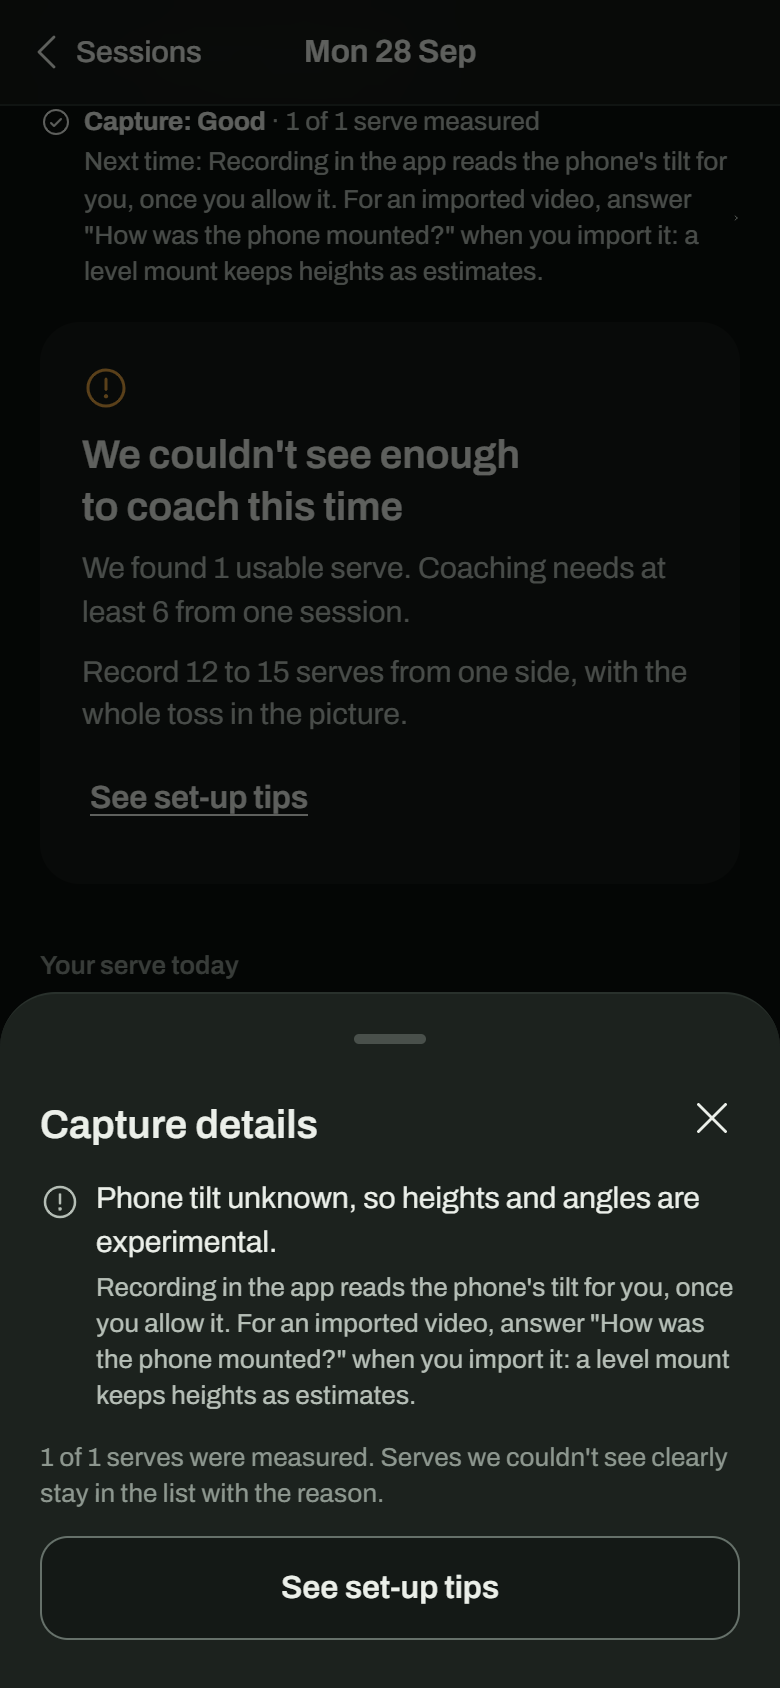 Sessions
Mon 28 Sep
Capture: Good · 1 of 1 serve measured
Next time: Recording in the app reads the phone's tilt for
you, once you allow it. For an imported video, answer
"How was the phone mounted?" when you import it: a
level mount keeps heights as estimates.
We couldn't see enough
to coach this time
We found 1 usable serve. Coaching needs at
least 6 from one session.
Record 12 to 15 serves from one side, with the
whole toss in the picture.
See set-up tips
Your serve today
Capture details
Phone tilt unknown, so heights and angles are
experimental.
Recording in the app reads the phone's tilt for you, once
you allow it. For an imported video, answer "How was
the phone mounted?" when you import it: a level mount
keeps heights as estimates.
1 of 1 serves were measured. Serves we couldn't see clearly
stay in the list with the reason.
See set-up tips